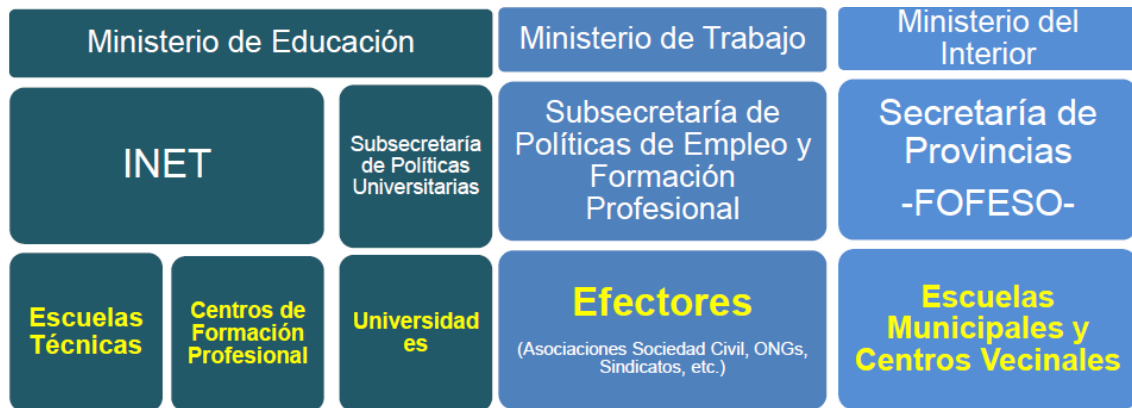 Ministerio de Educación
Ministerio de Trabajo
Ministerio del
Interior
INET
Subsecretaría
de Políticas
Universitarias
Subsecretaría de
Políticas de Empleo y
Formación
Profesional
Secretaría de
Provincias
-FOFESO-
Escuelas
Técnicas
Centros de
Formación
Profesional
Universidad
es
Efectores
(Asociaciones Sociedad Civil, ONGs,
Sindicatos, etc.)
Escuelas
Municipales y
Centros Vecinales